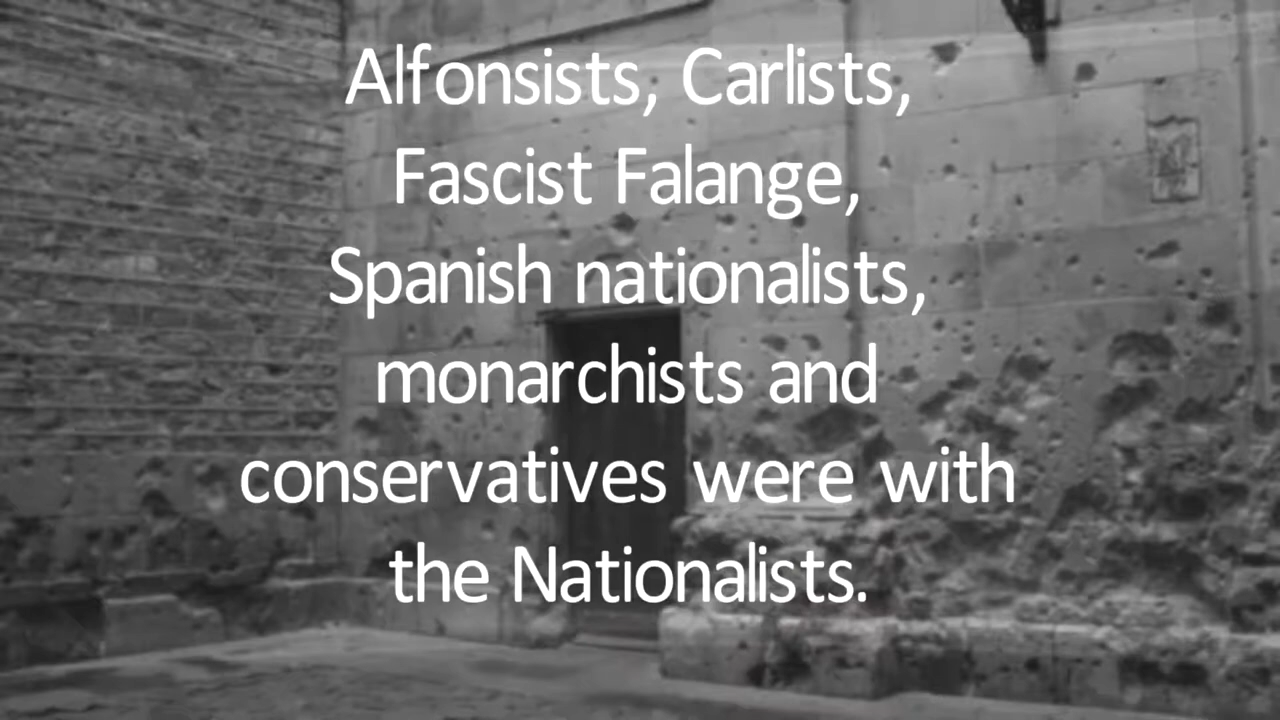 Alfonsists, Carlists,
Fascist Falange,
Spanish nationalists,
monarchists and
conservatives were with
the Nationalists.